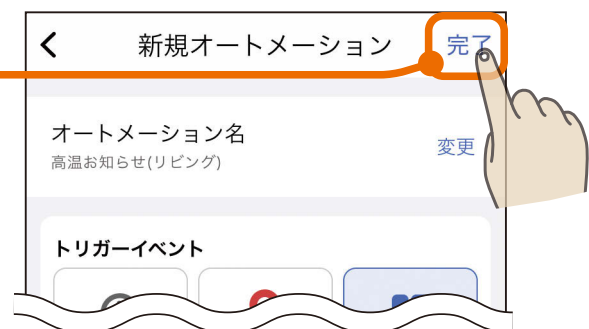 新規オートメーション 完了
オートメーション名
高温お知らせ(リビング)
変更
トリガーイベント